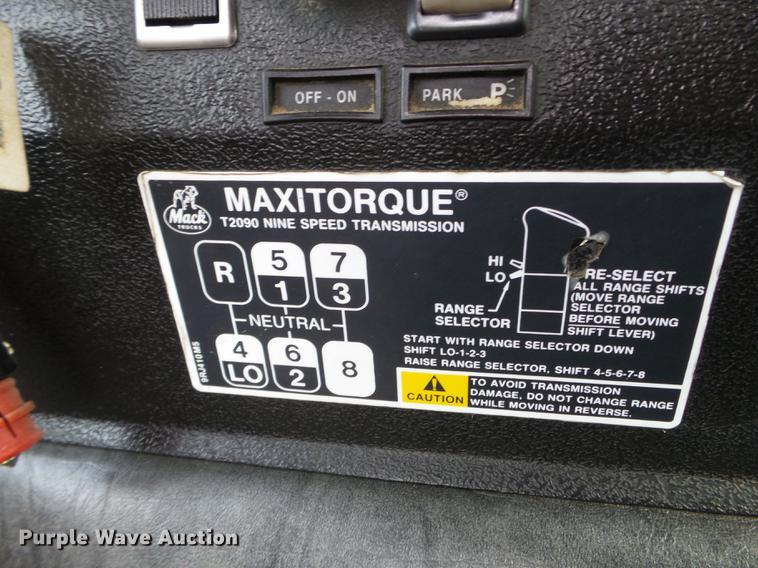 OFF - ON
PARK P
Mack
TRUCKS
MAXITORQUE®
T2090 NINE SPEED TRANSMISSION
R 5 7
1 3
NEUTRAL
4 6 8
LO 2
9RJ410M5
HI
LO
RANGE
SELECTOR
RE-SELECT
ALL RANGE SHIFTS
(MOVE RANGE
SELECTOR
BEFORE MOVING
SHIFT LEVER)
START WITH RANGE SELECTOR DOWN
SHIFT LO-1-2-3
RAISE RANGE SELECTOR, SHIFT 4-5-6-7-8
CAUTION
TO AVOID TRANSMISSION
DAMAGE, DO NOT CHANGE RANGE
WHILE MOVING IN REVERSE.
Purple Wave Auction